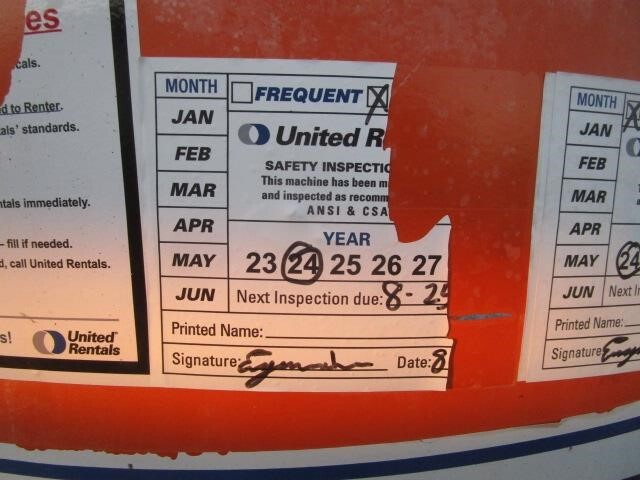 es
cals.
d to Renter.
als' standards.
ntals immediately.
– fill if needed.
d, call United Rentals.
s! United Rentals
MONTH FREQUENT X
JAN
United R
FEB
SAFETY INSPECTIO
This machine has been m
MAR
and inspected as recomm
ANSI & CSA
APR
YEAR
MAY 23 24 25 26 27
JUN Next Inspection due: 8-25
Printed Name:
Signature: Date: 8
MONTH
JAN
FEB
MAR
APR
MAY 24
JUN Next I
Printed Name:
Signature